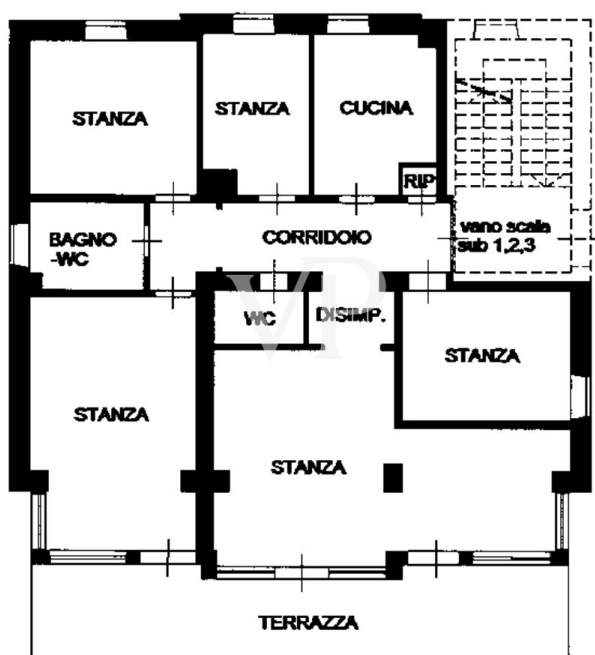 STANZA
STANZA
CUCINA
RIP
BAGNO
-WC
CORRIDOIO
vano scala
sub 1,2,3
VP
WC
DISIMP.
STANZA
STANZA
STANZA
TERRAZZA